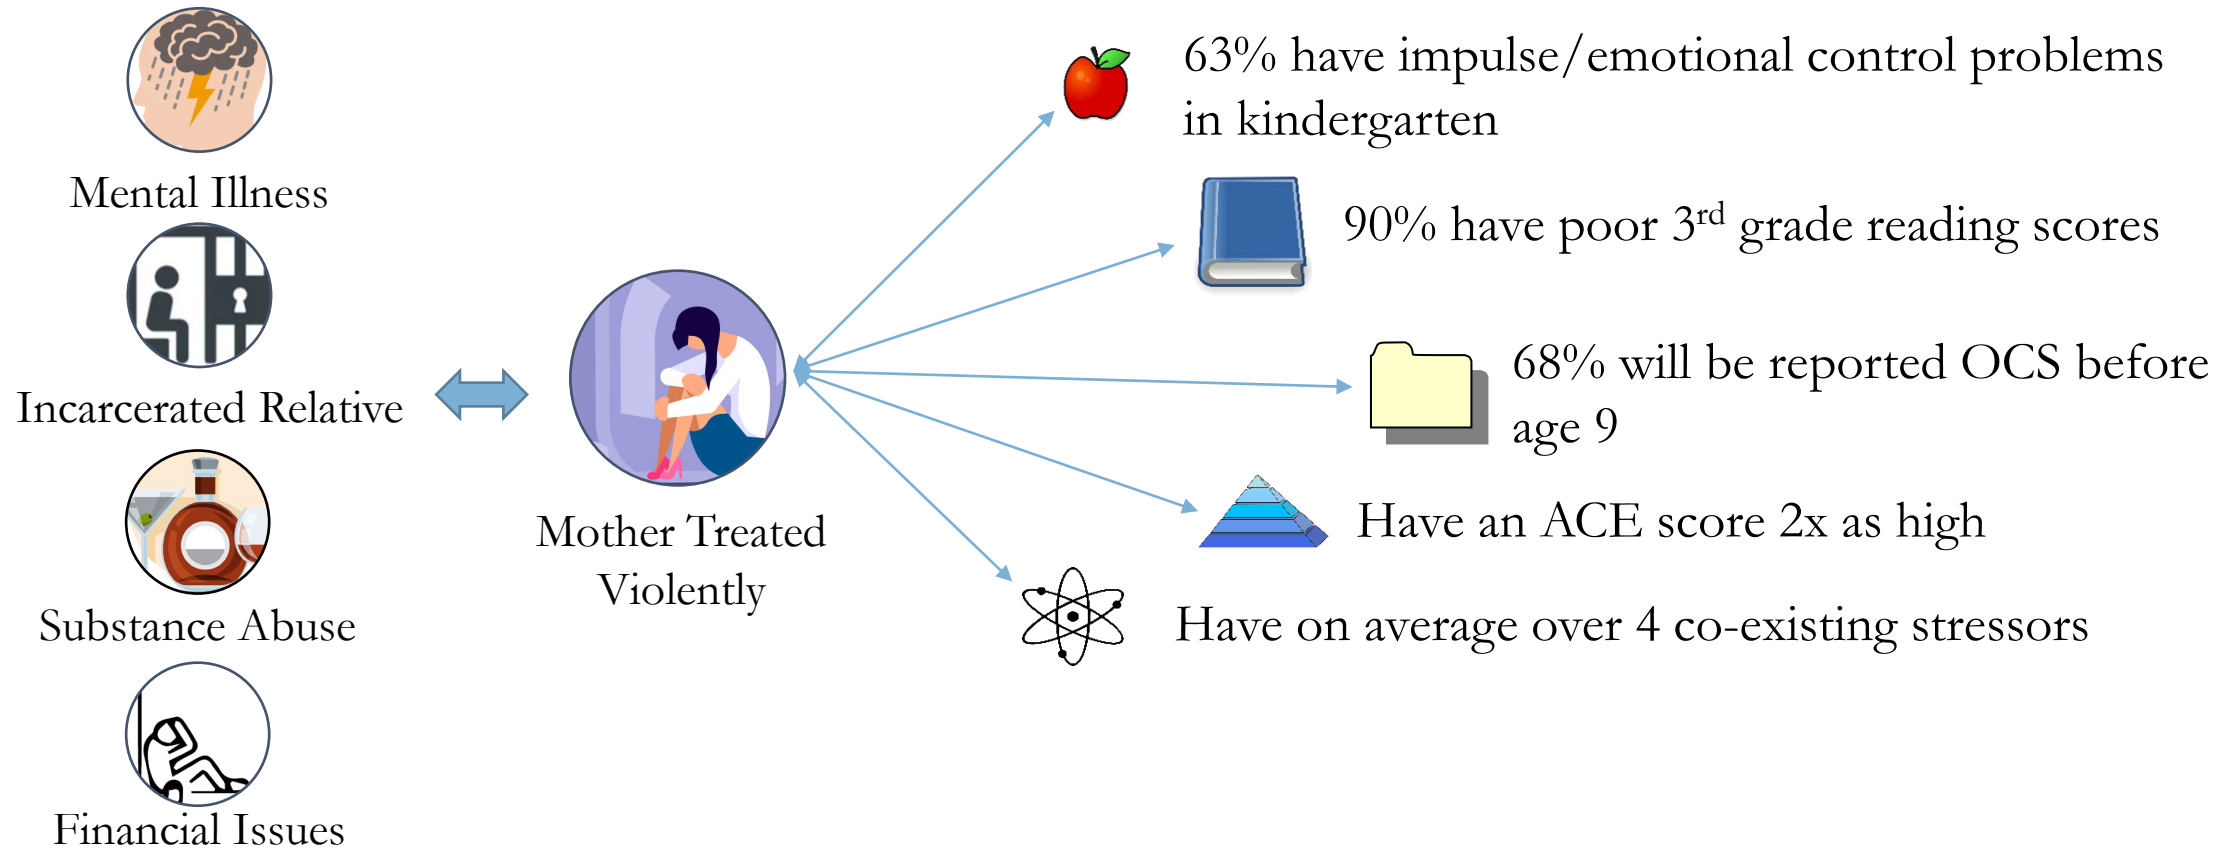 Mental Illness
Incarcerated Relative
Substance Abuse
Financial Issues
Mother Treated
Violently
63% have impulse/emotional control problems
in kindergarten
90% have poor 3rd grade reading scores
68% will be reported OCS before
age 9
Have an ACE score 2x as high
Have on average over 4 co-existing stressors